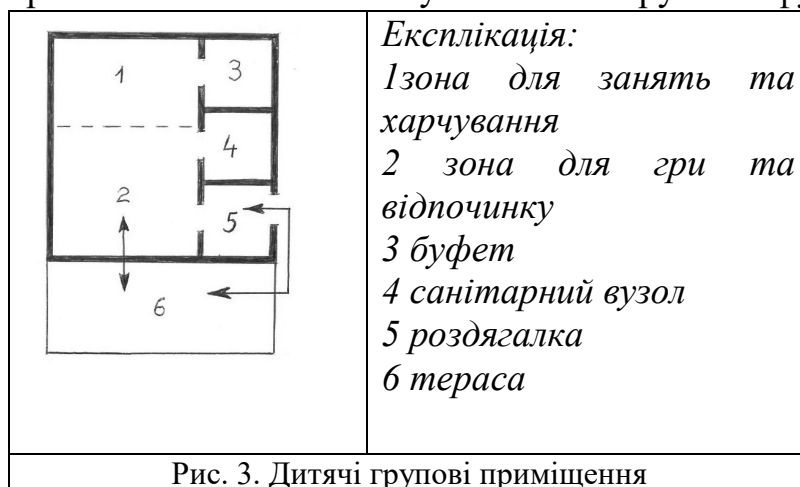 1
3
4
2
5
6
Експлікація:
1зона для занять та
харчування
2 зона для гри та
відпочинку
3 буфет
4 санітарний вузол
5 роздягалка
6 тераса
Рис. 3. Дитячі групові приміщення